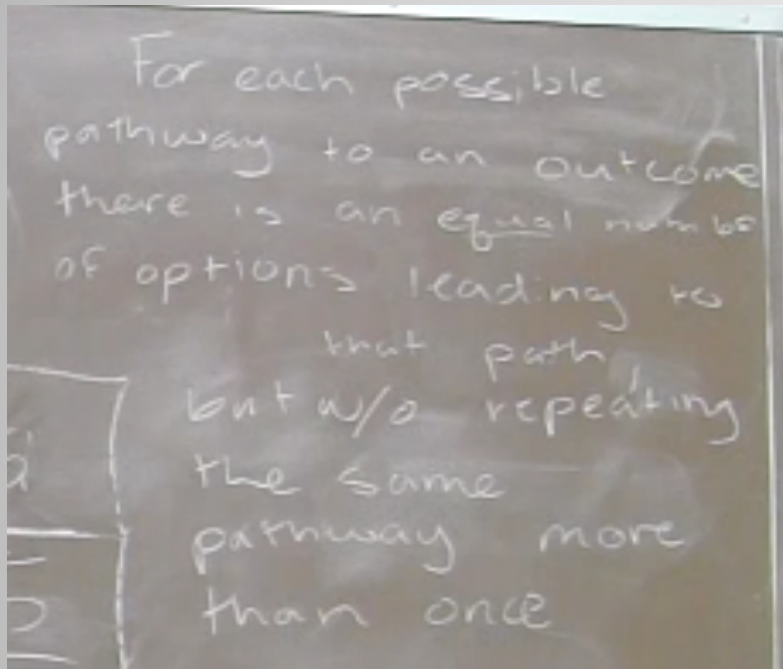 For each possible
pathway to an outcome
there is an equal number
of options leading to
that path,
but w/o repeating
the same
pathway more
than once